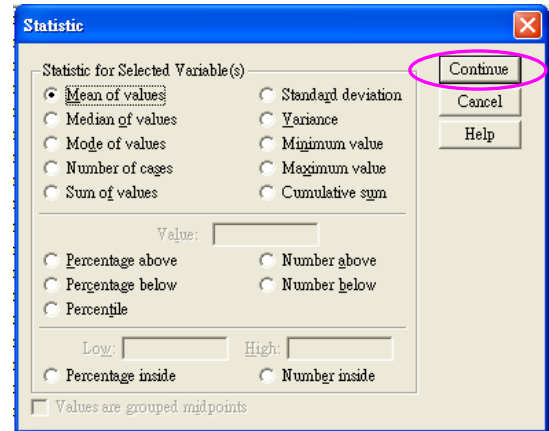 Statistic
Statistic for Selected Variable(s)
Mean of values
Standard deviation
Median of values
Variance
Mode of values
Minimum value
Number of cases
Maximum value
Sum of values
Cumulative sum
Value:
Percentage above
Number above
Percentage below
Number below
Percentile
Low:
High:
Percentage inside
Number inside
Values are grouped midpoints
Continue
Cancel
Help